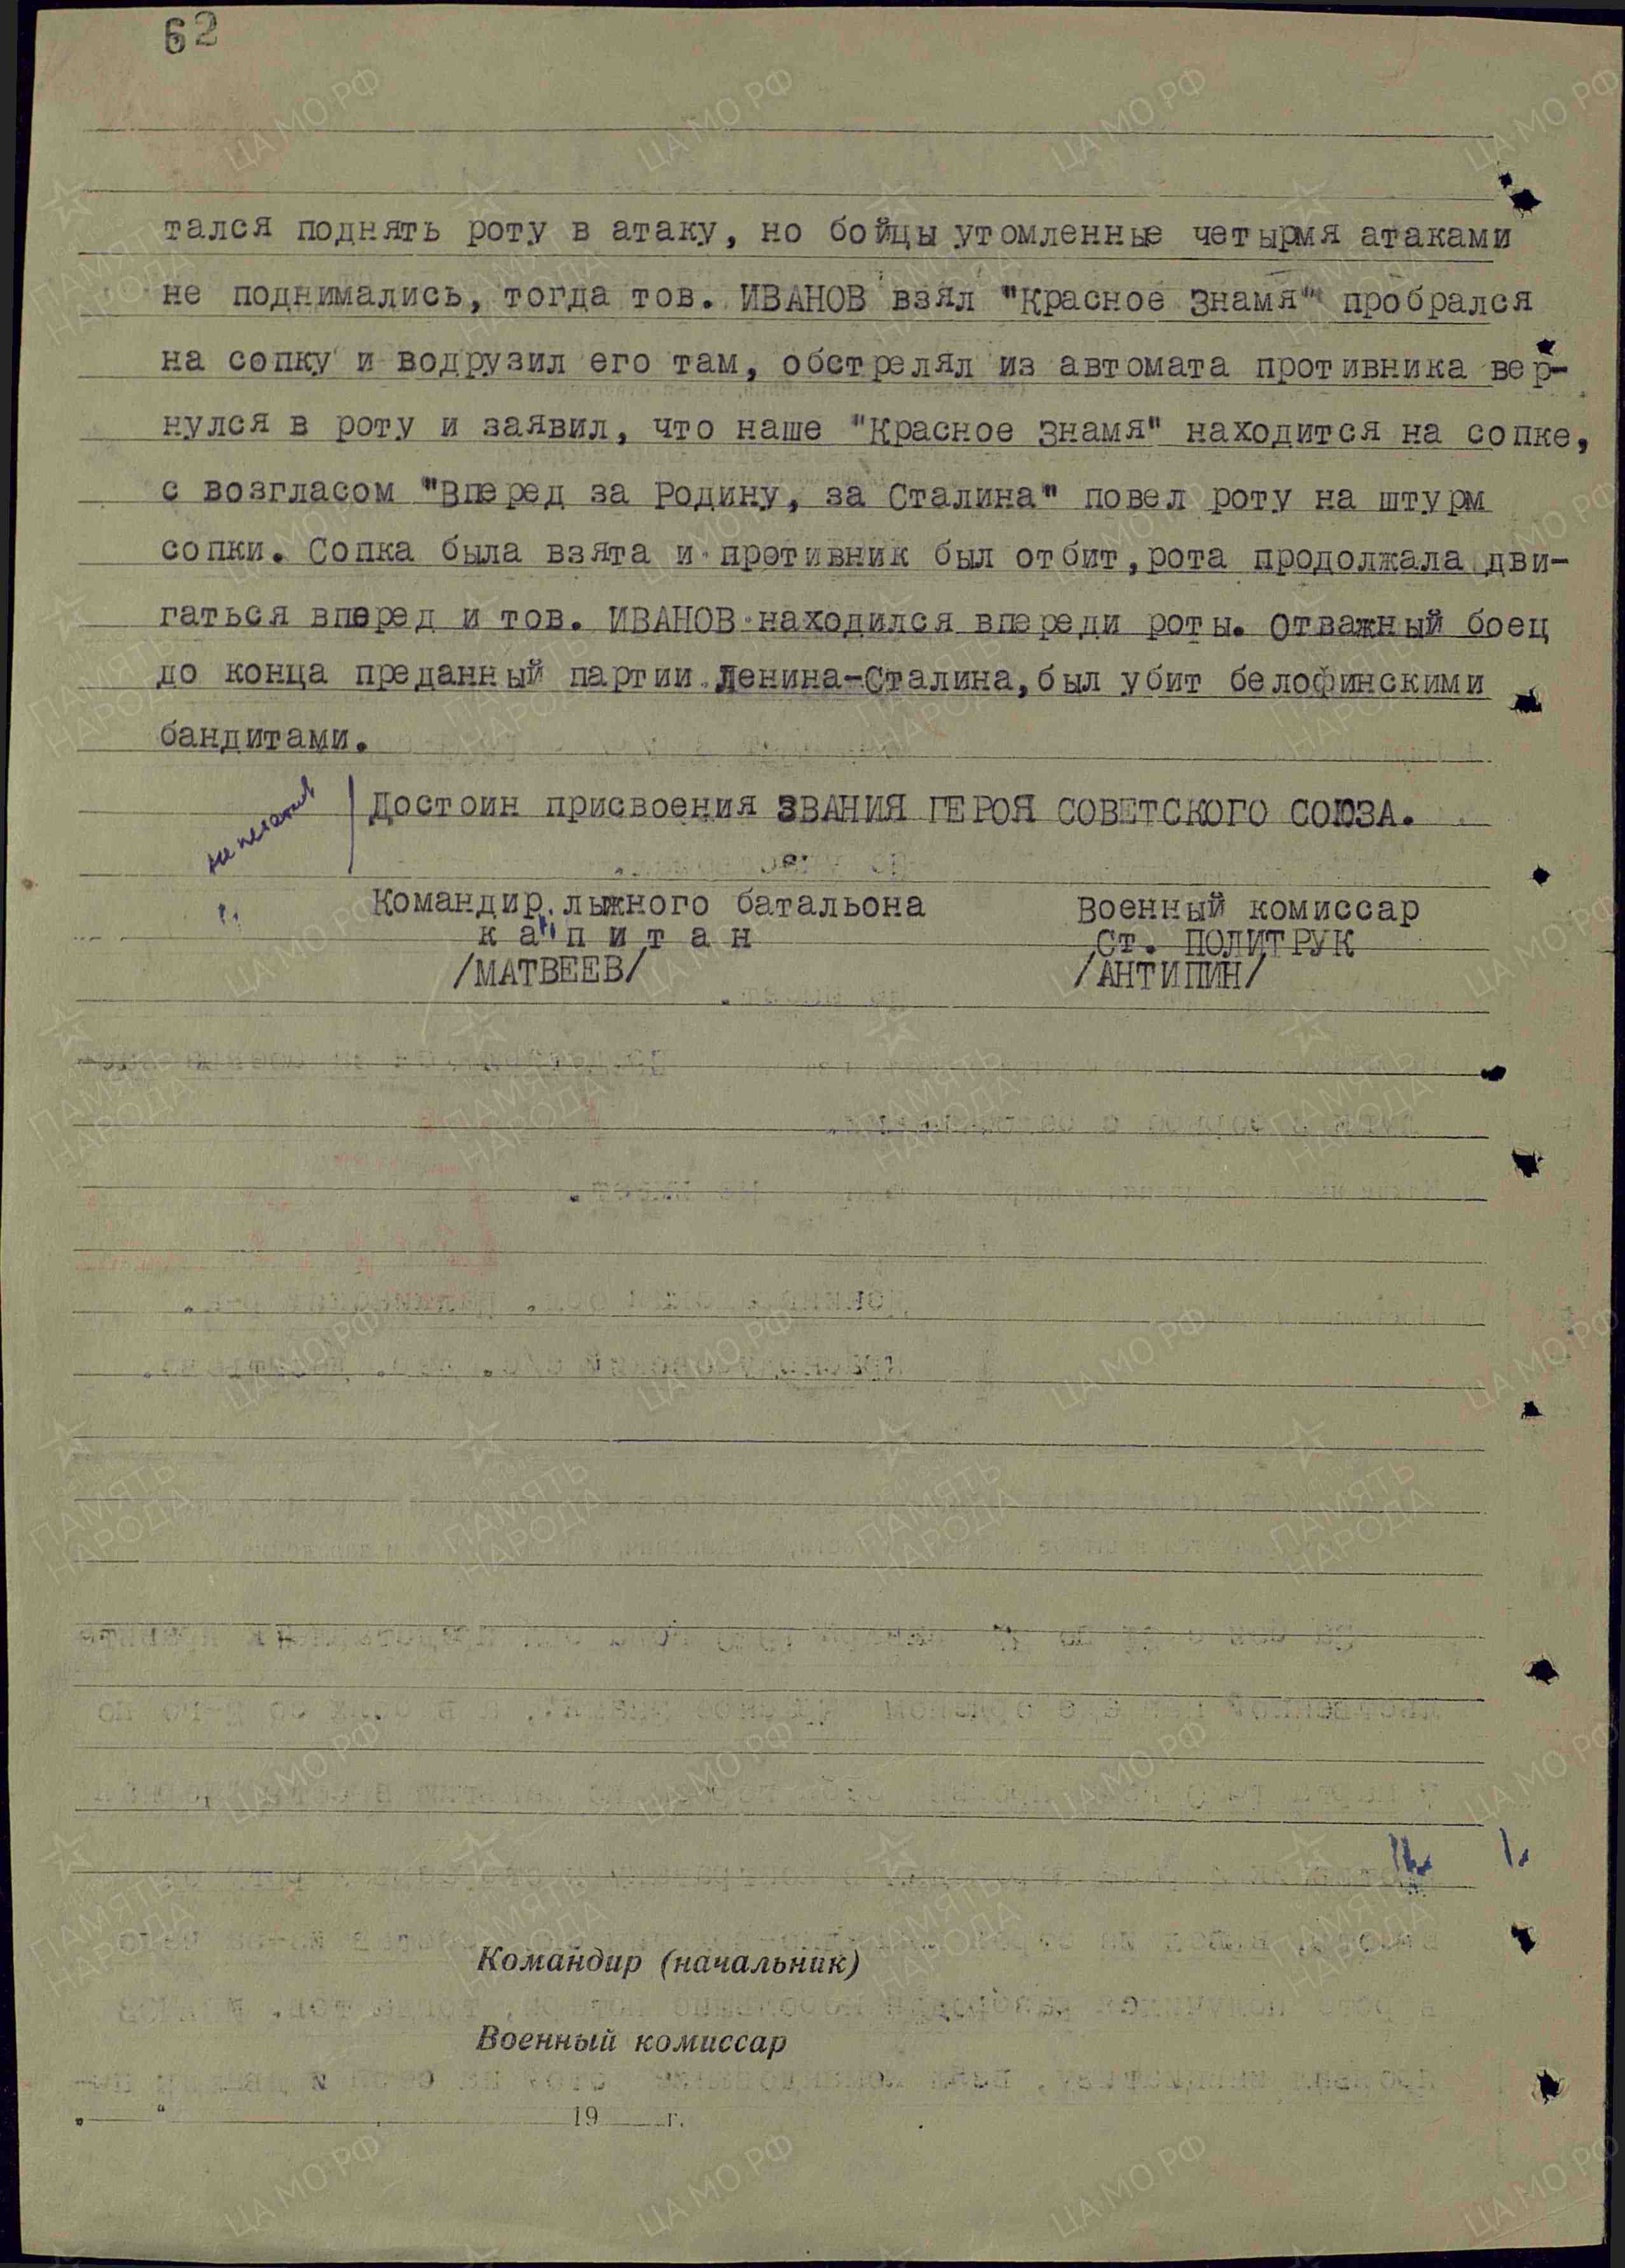 62
тался поднять роту в атаку, но бойцы утомленные четырмя атаками
не поднимались, тогда тов. ИВАНОВ взял "Красное Знамя" пробрался
на сопку и водрузил его там, обстрелял из автомата противника вер-
нулся в роту и заявил, что наше "Красное Знамя" находится на сопке,
с возгласом "Вперед за Родину, за Сталина" повел роту на штурм
сопки. Сопка была взята и противник был отбит, рота продолжала дви-
гаться вперед и тов. ИВАНОВ находился впереди роты. Отважный боец
до конца преданный партии Ленина-Сталина, был убит белофинскими
бандитами.
Достоин присвоения ЗВАНИЯ ГЕРОЯ СОВЕТСКОГО СОЮЗА.
Командир лыжного батальона Военный комиссар
к а п и т а н Ст. ПОЛИТРУК
/МАТВЕЕВ/ /АНТИПИН/
Командир (начальник)
Военный комиссар
" " 19 г.
ЦА МО РФ
ПАМЯТЬ НАРОДА